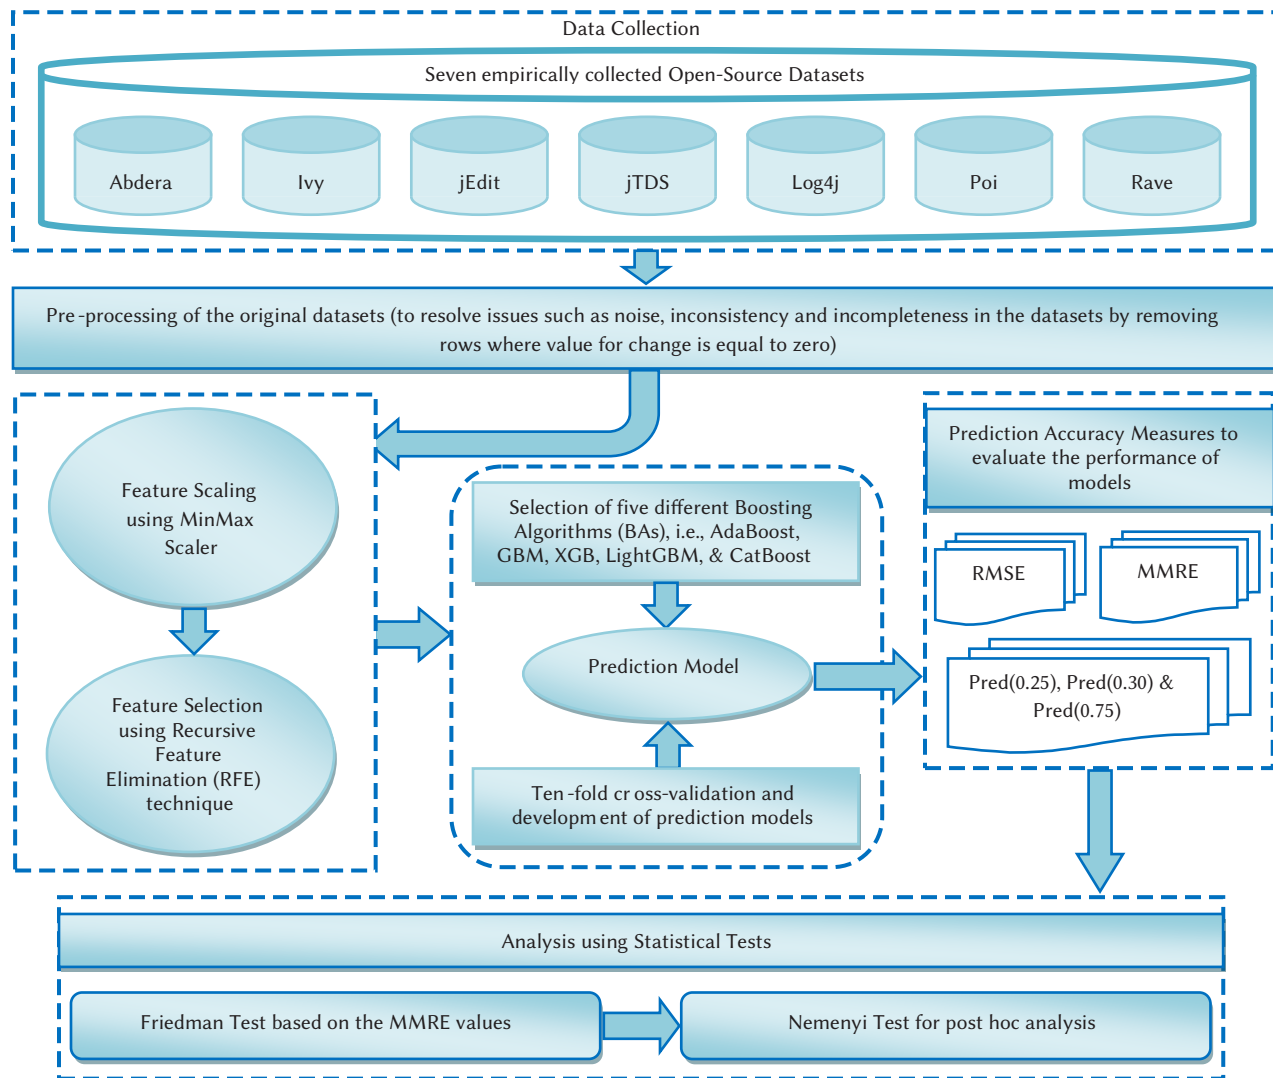 Data Collection
Seven empirically collected Open-Source Datasets
Abdera
Ivy
jEdit
jTDS
Log4j
Poi
Rave
Pre-processing of the original datasets (to resolve issues such as noise, inconsistency and incompleteness in the datasets by removing
rows where value for change is equal to zero)
Feature Scaling
using MinMax
Scaler
Feature Selection
using Recursive
Feature
Elimination (RFE)
technique
Selection of five different Boosting
Algorithms (BAs), i.e., AdaBoost,
GBM, XGB, LightGBM, & CatBoost
Prediction Model
Ten-fold cross-validation and
development of prediction models
Prediction Accuracy Measures to
evaluate the performance of
models
RMSE
MMRE
Pred(0.25), Pred(0.30) &
Pred(0.75)
Analysis using Statistical Tests
Friedman Test based on the MMRE values
Nemenyi Test for post hoc analysis